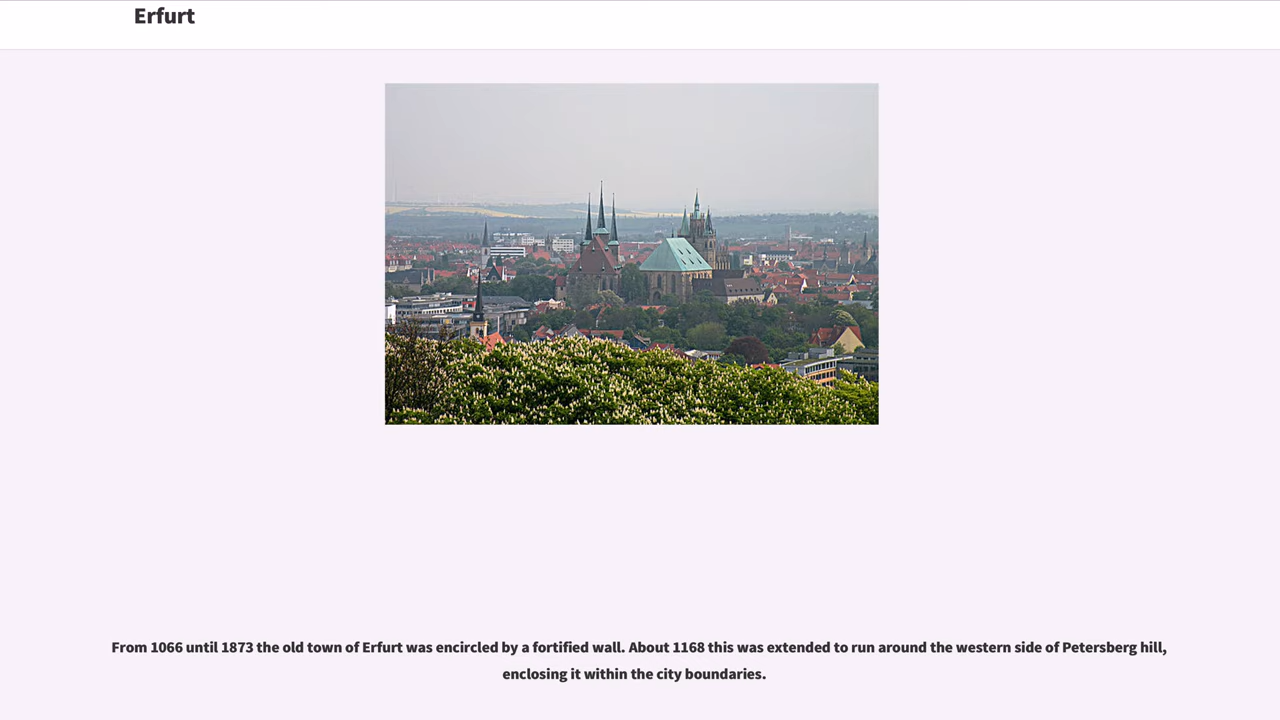 Erfurt
From 1066 until 1873 the old town of Erfurt was encircled by a fortified wall. About 1168 this was extended to run around the western side of Petersberg hill,
enclosing it within the city boundaries.